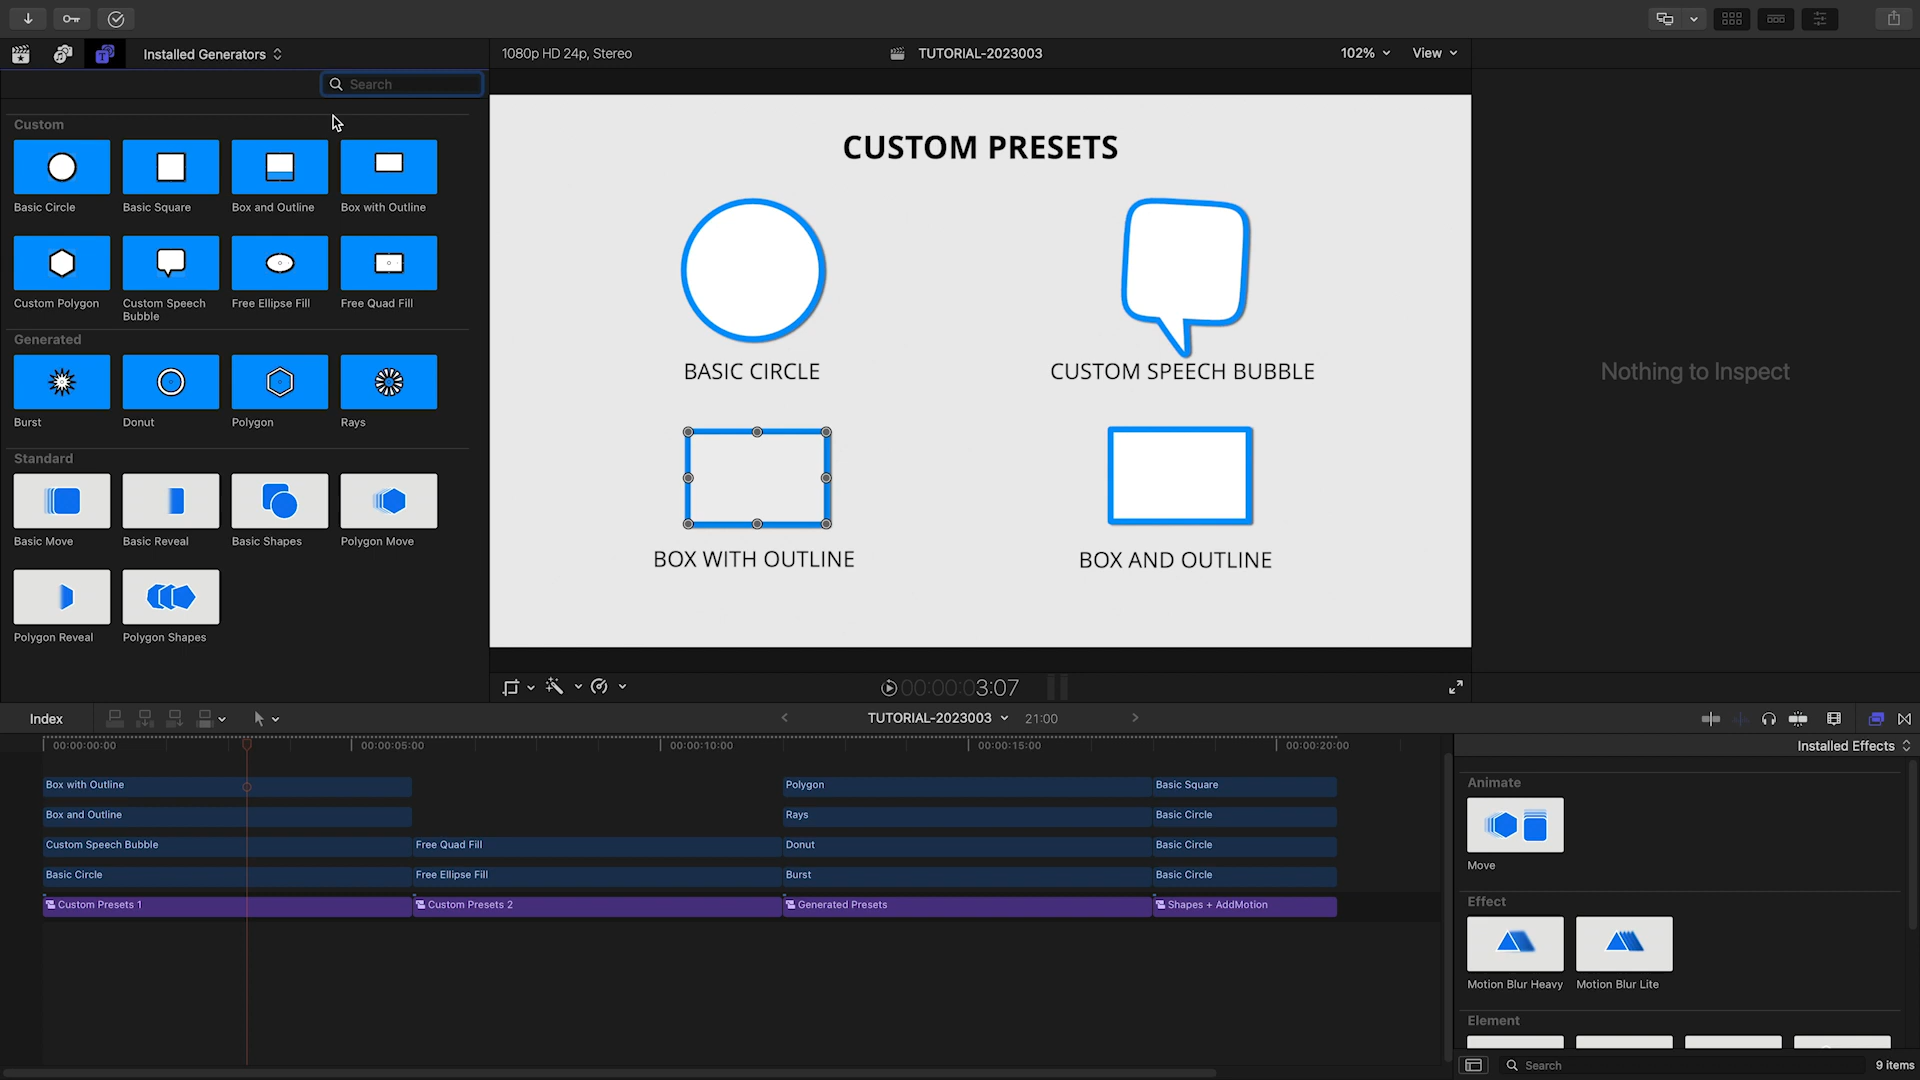 Installed Generators
1080p HD 24p, Stereo
TUTORIAL-2023003
102%
View
Search
Custom
Basic Circle
Basic Square
Box and Outline
Box with Outline
Custom Polygon
Custom Speech
Bubble
Free Ellipse Fill
Free Quad Fill
Generated
Burst
Donut
Polygon
Rays
Standard
Basic Move
Basic Reveal
Basic Shapes
Polygon Move
Polygon Reveal
Polygon Shapes
CUSTOM PRESETS
BASIC CIRCLE
CUSTOM SPEECH BUBBLE
BOX WITH OUTLINE
BOX AND OUTLINE
Nothing to Inspect
00:00:03:07
Index
TUTORIAL-2023003
21:00
00:00:00:00
00:00:05:00
00:00:10:00
00:00:15:00
00:00:20:00
Box with Outline
Polygon
Basic Square
Box and Outline
Rays
Basic Circle
Custom Speech Bubble
Free Quad Fill
Donut
Basic Circle
Basic Circle
Free Ellipse Fill
Burst
Basic Circle
Custom Presets 1
Custom Presets 2
Generated Presets
Shapes + AddMotion
Installed Effects
Animate
Move
Effect
Motion Blur Heavy
Motion Blur Lite
Element
Search
9 items